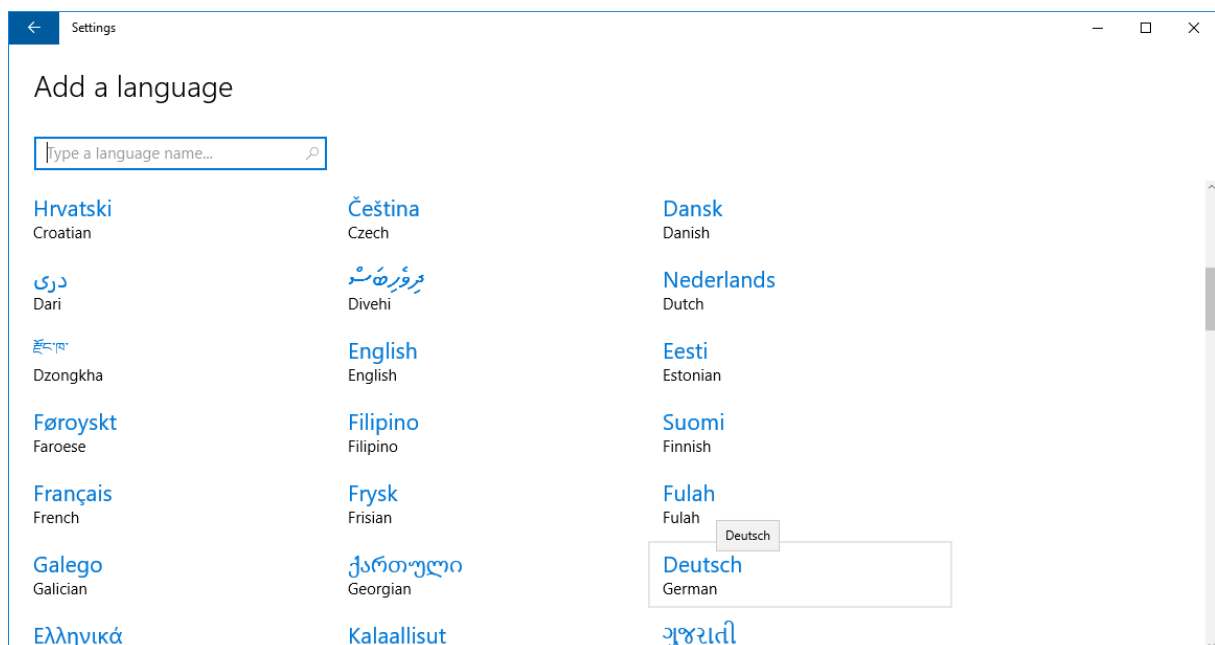 Settings
Add a language
Type a language name...
Hrvatski
Croatian
Čeština
Czech
Dansk
Danish
دری
Dari
ދިވެހިބަސް
Divehi
Nederlands
Dutch
རྫོང་ཁ་
Dzongkha
English
English
Eesti
Estonian
Føroyskt
Faroese
Filipino
Filipino
Suomi
Finnish
Français
French
Frysk
Frisian
Fulah
Fulah
Deutsch
Galego
Galician
ქართული
Georgian
Deutsch
German
Ελληνικά
Kalaallisut
ગુજરાતી